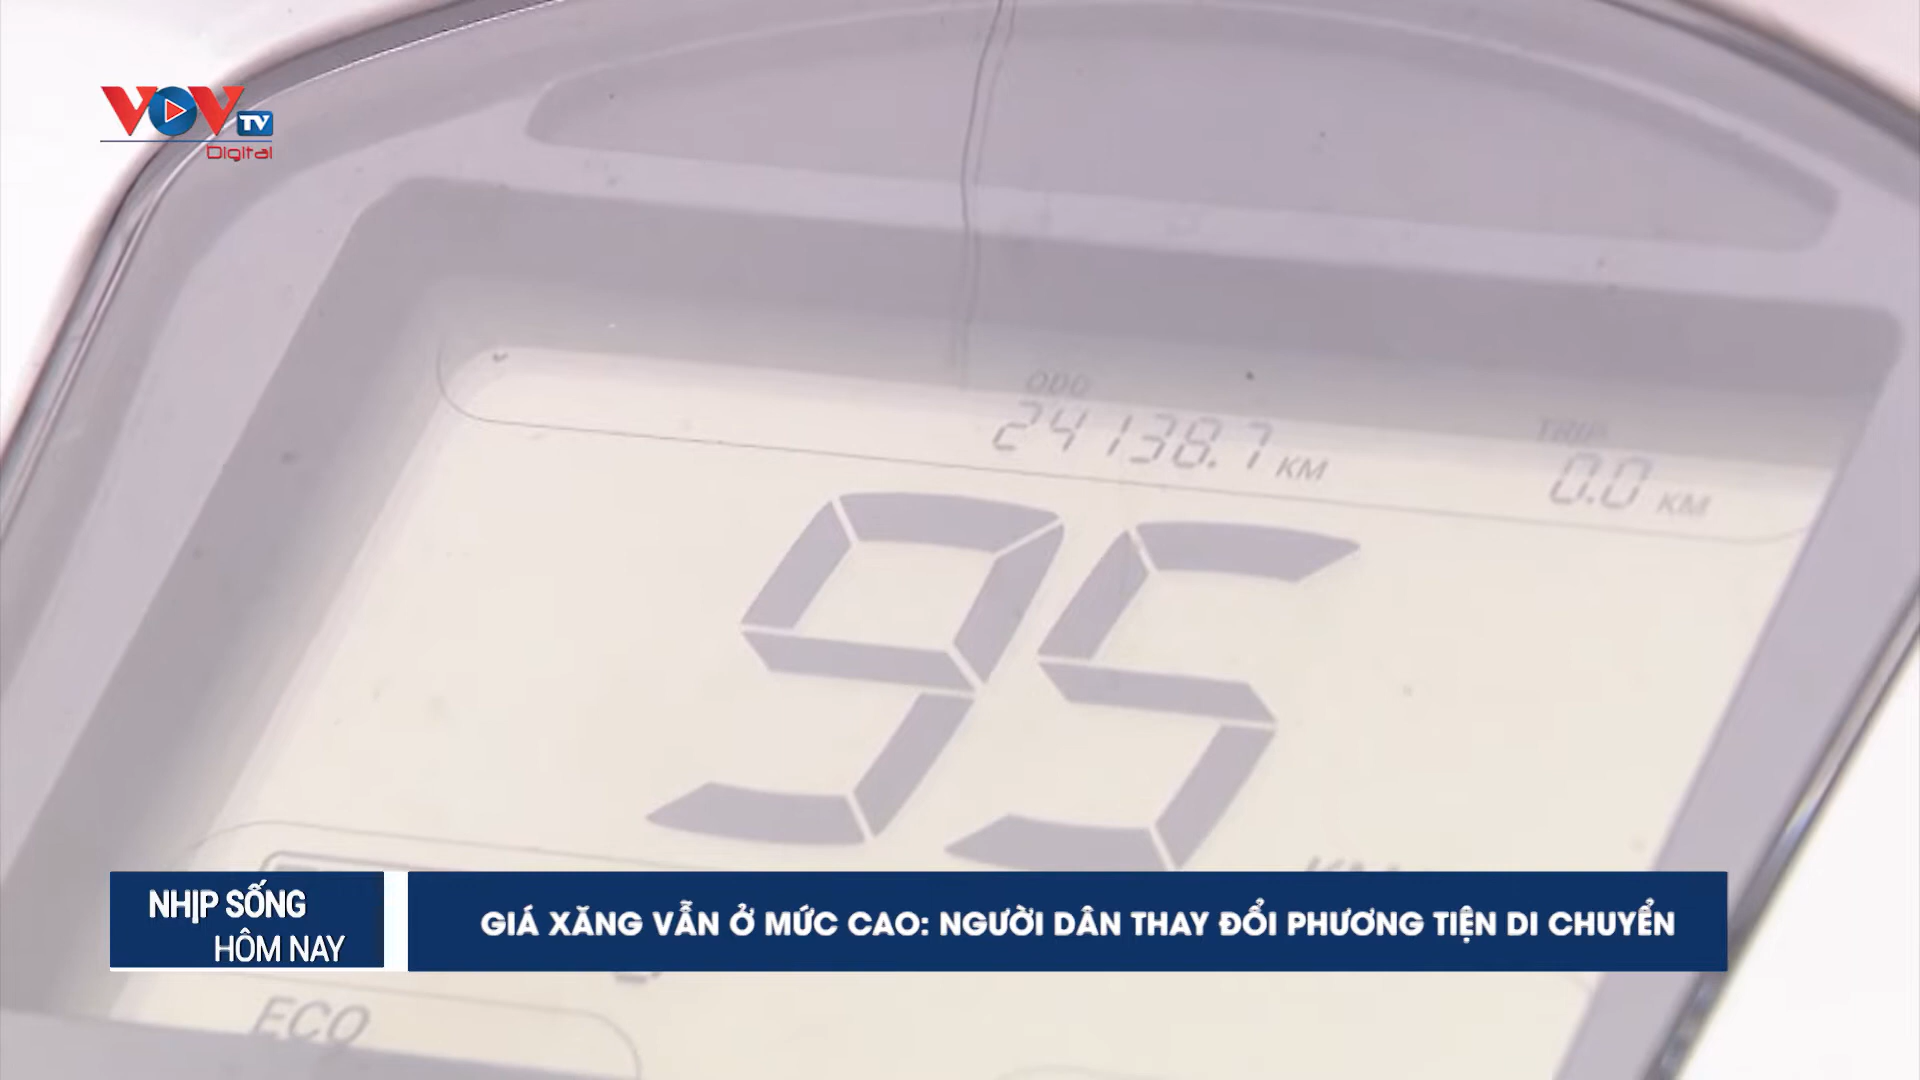 VOV TV
Digital
ODO
24138.7 KM
TRIP
0.0 KM
95
NHỊP SỐNG
HÔM NAY
GIÁ XĂNG VẪN Ở MỨC CAO: NGƯỜI DÂN THAY ĐỔI PHƯƠNG TIỆN DI CHUYỂN
ECO